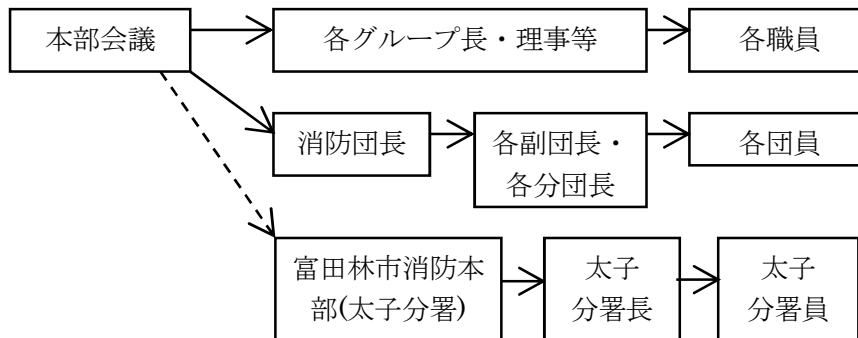 本部会議
各グループ長・理事等
各職員
消防団長
各副団長・
各分団長
各団員
富田林市消防本
部(太子分署)
太子
分署長
太子
分署員